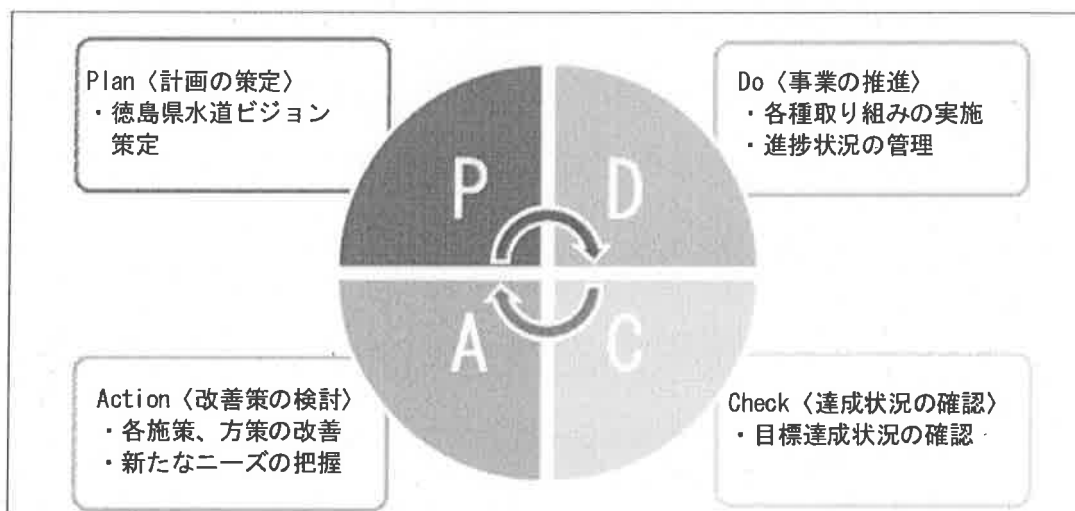 Plan〈計画の策定〉
・徳島県水道ビジョン
策定
P
Do〈事業の推進〉
・各種取り組みの実施
・進捗状況の管理
D
Action〈改善策の検討〉
・各施策、方策の改善
・新たなニーズの把握
A
Check〈達成状況の確認〉
・目標達成状況の確認
C